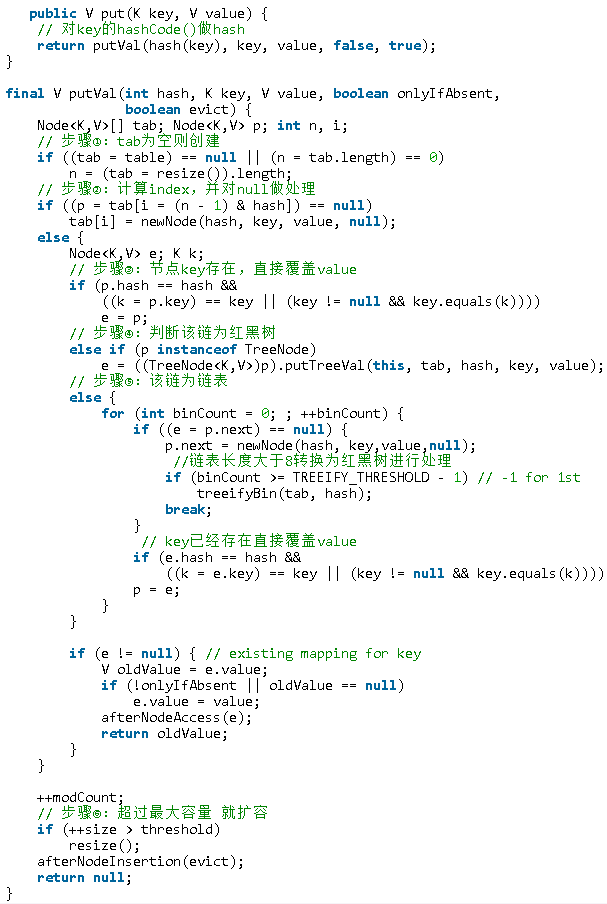 public V put(K key, V value) {
// 对key的hashCode()做hash
return putVal(hash(key), key, value, false, true);
}
final V putVal(int hash, K key, V value, boolean onlyIfAbsent,
boolean evict) {
Node<K,V>[] tab; Node<K,V> p; int n, i;
// 步骤①：tab为空则创建
if ((tab = table) == null || (n = tab.length) == 0)
n = (tab = resize()).length;
// 步骤②：计算index，并对null做处理
if ((p = tab[i = (n - 1) & hash]) == null)
tab[i] = newNode(hash, key, value, null);
else {
Node<K,V> e; K k;
// 步骤③：节点key存在，直接覆盖value
if (p.hash == hash &&
((k = p.key) == key || (key != null && key.equals(k))))
e = p;
// 步骤④：判断该链为红黑树
else if (p instanceof TreeNode)
e = ((TreeNode<K,V>)p).putTreeVal(this, tab, hash, key, value);
// 步骤⑤：该链为链表
else {
for (int binCount = 0; ; ++binCount) {
if ((e = p.next) == null) {
p.next = newNode(hash, key,value,null);
//链表长度大于8转换为红黑树进行处理
if (binCount >= TREEIFY_THRESHOLD - 1) // -1 for 1st
treeifyBin(tab, hash);
break;
}
// key已经存在直接覆盖value
if (e.hash == hash &&
((k = e.key) == key || (key != null && key.equals(k))))
p = e;
}
}
if (e != null) { // existing mapping for key
V oldValue = e.value;
if (!onlyIfAbsent || oldValue == null)
e.value = value;
afterNodeAccess(e);
return oldValue;
}
}
++modCount;
// 步骤⑥：超过最大容量 就扩容
if (++size > threshold)
resize();
afterNodeInsertion(evict);
return null;
}